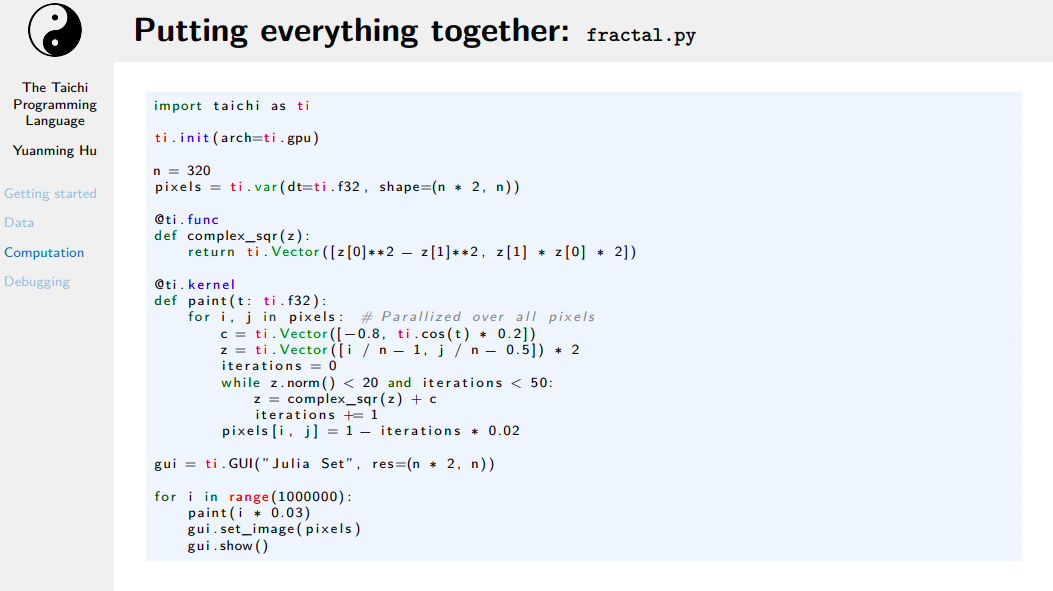 Putting everything together: fractal.py
The Taichi
Programming
Language
Yuanming Hu
Getting started
Data
Computation
Debugging
import taichi as ti
ti.init(arch=ti.gpu)
n = 320
pixels = ti.var(dt=ti.f32, shape=(n * 2, n))
@ti.func
def complex_sqr(z):
    return ti.Vector([z[0]**2 − z[1]**2, z[1] * z[0] * 2])
@ti.kernel
def paint(t: ti.f32):
    for i, j in pixels:  # Parallized over all pixels
        c = ti.Vector([−0.8, ti.cos(t) * 0.2])
        z = ti.Vector([i / n − 1, j / n − 0.5]) * 2
        iterations = 0
        while z.norm() < 20 and iterations < 50:
            z = complex_sqr(z) + c
            iterations += 1
        pixels[i, j] = 1 − iterations * 0.02
gui = ti.GUI("Julia Set", res=(n * 2, n))
for i in range(1000000):
    paint(i * 0.03)
    gui.set_image(pixels)
    gui.show()